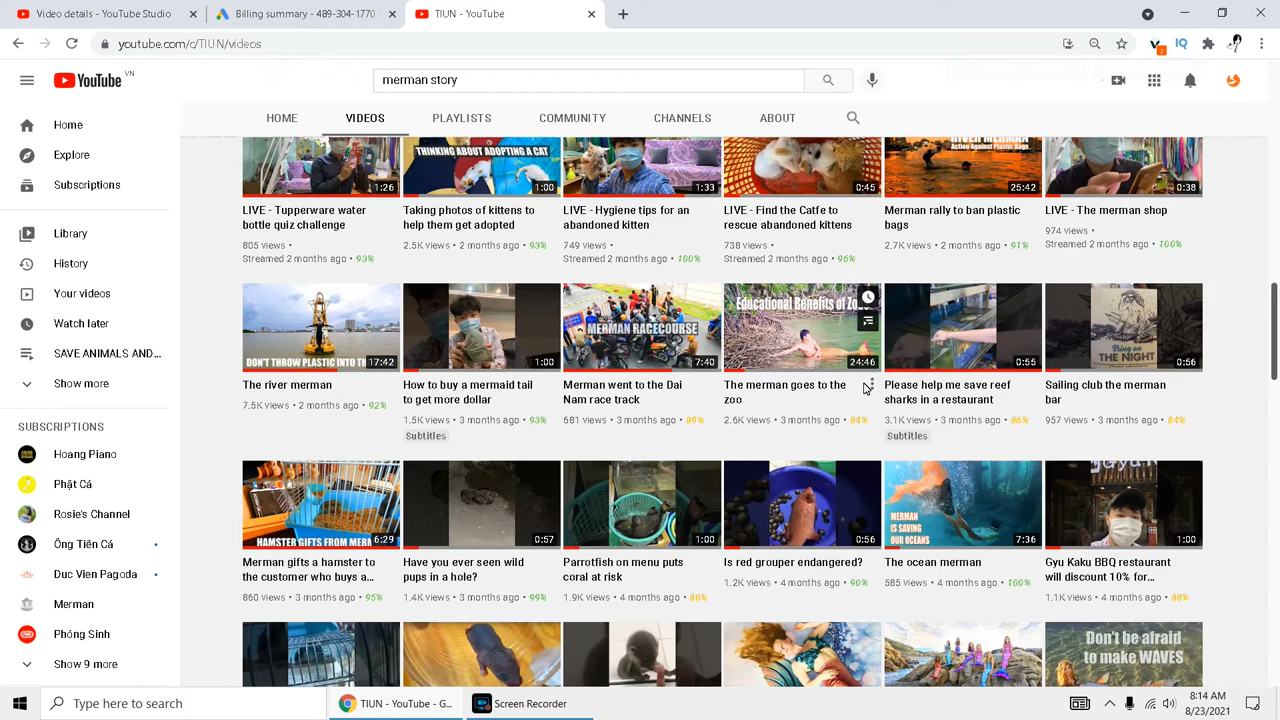 Video details - YouTube Studio
Billing summary - 489-304-1770 -
TIUN - YouTube
youtube.com/c/TIUN/videos
2
IQ
YouTube VN
merman story
HOME VIDEOS PLAYLISTS COMMUNITY CHANNELS ABOUT
Home
Explore
Subscriptions
Library
History
Your videos
Watch later
SAVE ANIMALS AND...
Show more
SUBSCRIPTIONS
Hoang Piano
Phật Cá
Rosie's Channel
Ông Tiên Cá
Duc Vien Pagoda
Merman
Phóng Sinh
Show 9 more
1:26
LIVE - Tupperware water
bottle quiz challenge
805 views •
Streamed 2 months ago • 93%
THINKING ABOUT ADOPTING A CAT
1:00
Taking photos of kittens to
help them get adopted
2.5K views • 2 months ago • 93%
1:33
LIVE - Hygiene tips for an
abandoned kitten
749 views •
Streamed 2 months ago • 100%
0:45
LIVE - Find the Catfe to
rescue abandoned kittens
738 views •
Streamed 2 months ago • 96%
RIVER MERMAN
Action Against Plastic Bags
25:42
Merman rally to ban plastic
bags
2.7K views • 2 months ago • 91%
0:38
LIVE - The merman shop
974 views •
Streamed 2 months ago • 100%
DON'T THROW PLASTIC INTO TH
17:42
The river merman
7.5K views • 2 months ago • 92%
1:00
How to buy a mermaid tail
to get more dollar
1.5K views • 3 months ago • 93%
Subtitles
MERMAN RACECOURSE
7:40
Merman went to the Dai
Nam race track
681 views • 3 months ago • 89%
Educational Benefits of Zo
24:46
The merman goes to the
zoo
2.6K views • 3 months ago • 84%
0:55
Please help me save reef
sharks in a restaurant
3.1K views • 3 months ago • 86%
Subtitles
Bring on
THE NIGHT
0:56
Sailing club the merman
bar
957 views • 3 months ago • 84%
HAMSTER GIFTS FROM MER
6:29
Merman gifts a hamster to
the customer who buys a...
860 views • 3 months ago • 95%
0:57
Have you ever seen wild
pups in a hole?
1.4K views • 3 months ago • 99%
1:00
Parrotfish on menu puts
coral at risk
1.9K views • 4 months ago • 80%
0:56
Is red grouper endangered?
1.2K views • 4 months ago • 90%
MERMAN
IS SAVING
OUR OCEANS
7:36
The ocean merman
585 views • 4 months ago • 100%
1:00
Gyu Kaku BBQ restaurant
will discount 10% for...
1.1K views • 4 months ago • 88%
Don't be afraid
to make WAVES
Type here to search
TIUN - YouTube - G...
Screen Recorder
8:14 AM
8/23/2021